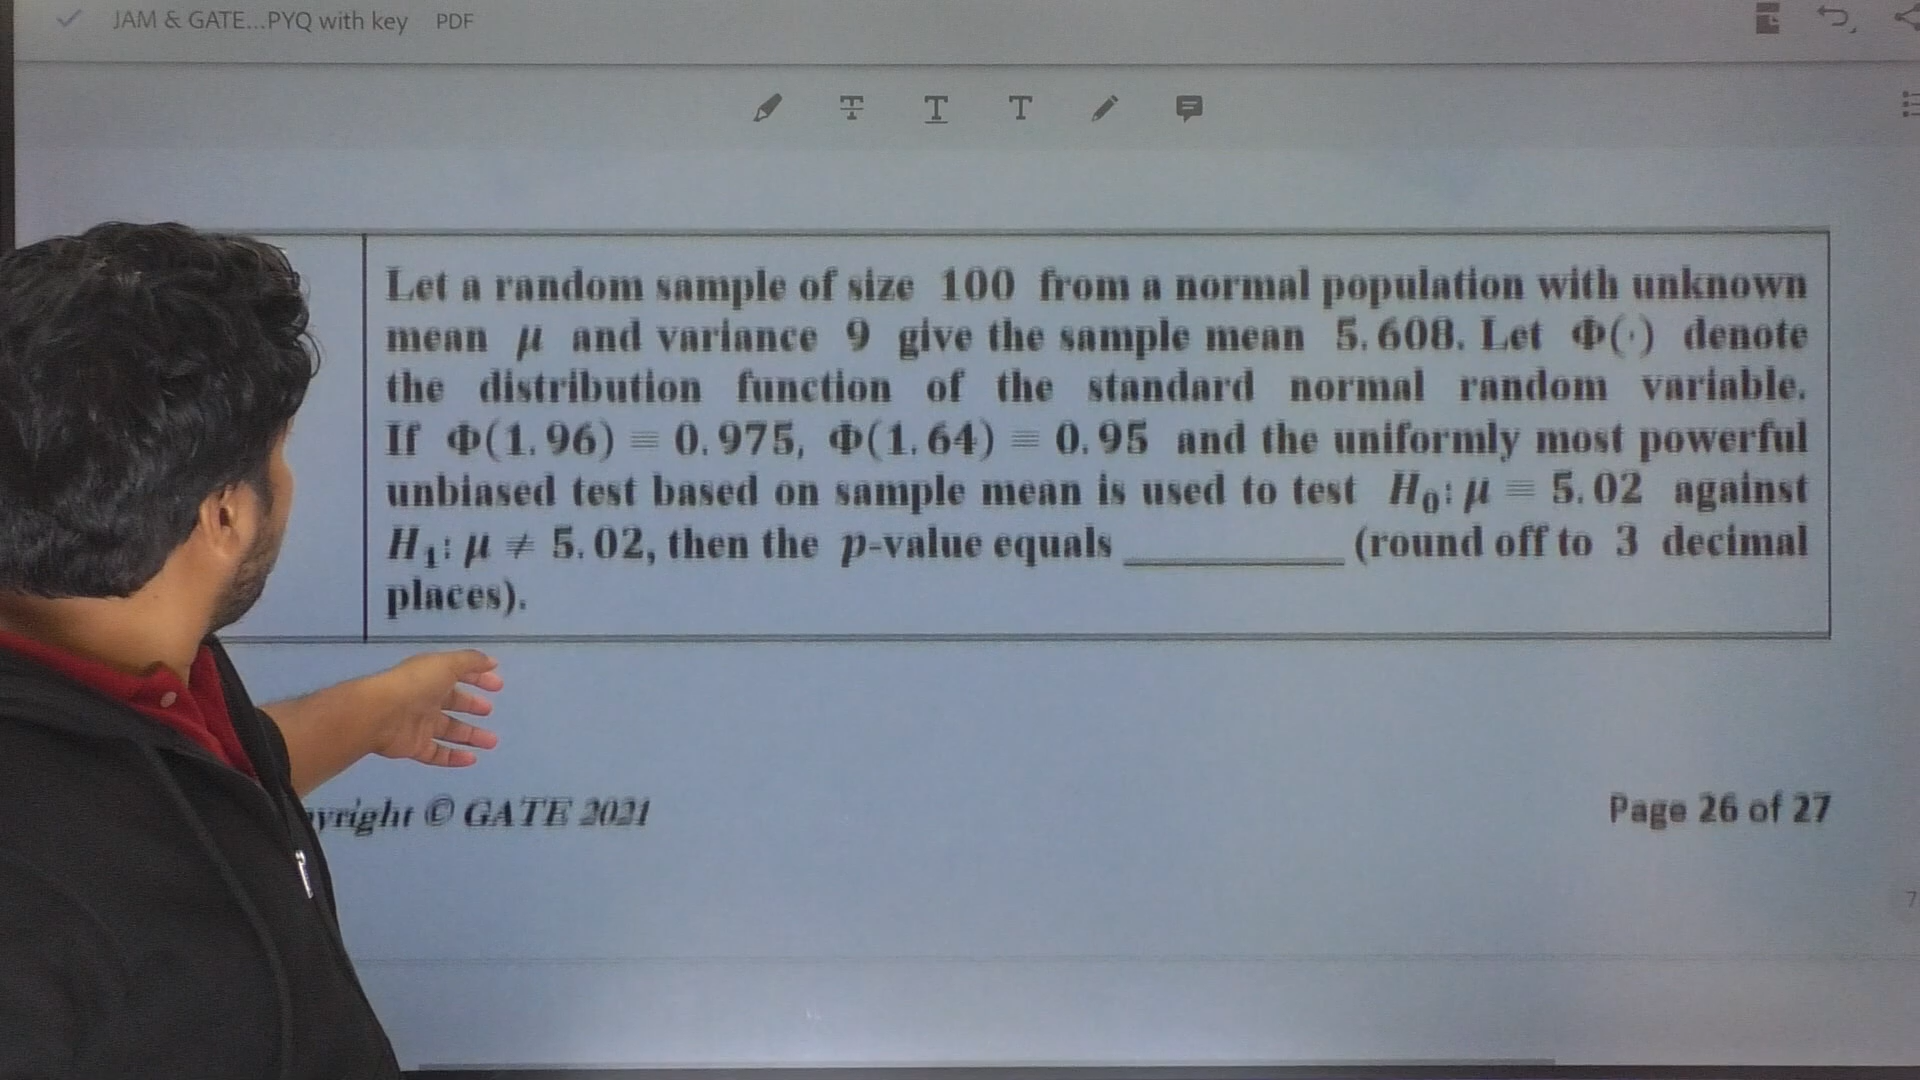 JAM & GATE...PYQ with key PDF
Let a random sample of size 100 from a normal population with unknown
mean μ and variance 9 give the sample mean 5.608. Let Φ(·) denote
the distribution function of the standard normal random variable.
If Φ(1.96) = 0.975, Φ(1.64) = 0.95 and the uniformly most powerful
unbiased test based on sample mean is used to test H₀: μ = 5.02 against
H₁: μ ≠ 5.02, then the p-value equals __________ (round off to 3 decimal
places).
yright © GATE 2021
Page 26 of 27
7